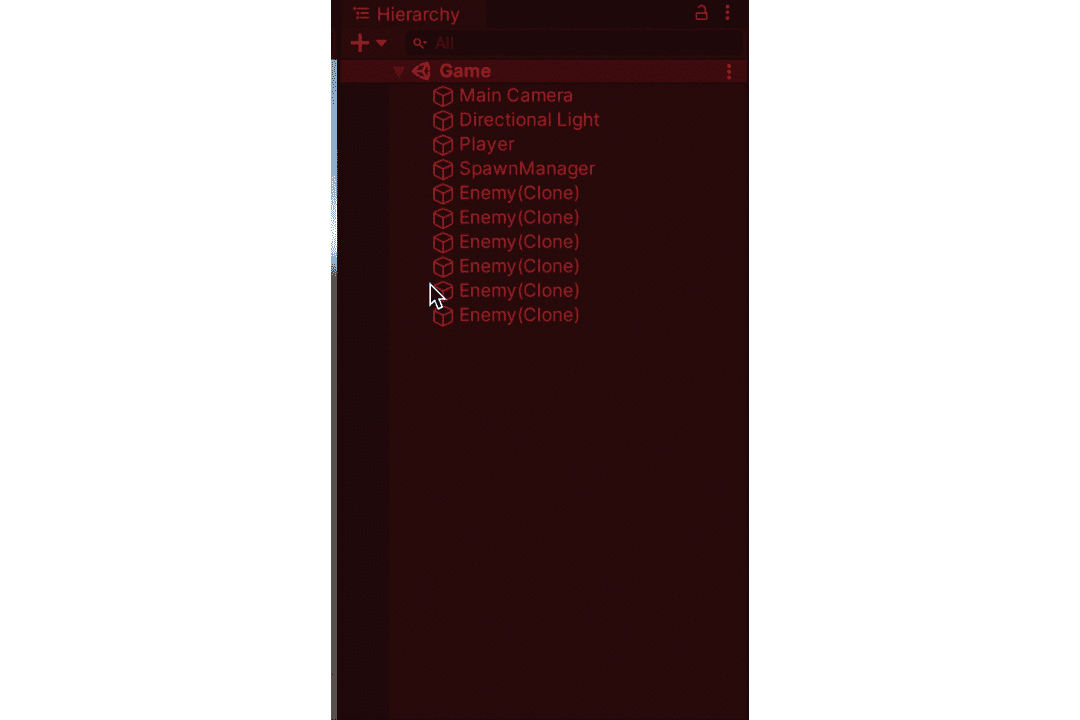 Hierarchy
All
Game
Main Camera
Directional Light
Player
SpawnManager
Enemy(Clone)
Enemy(Clone)
Enemy(Clone)
Enemy(Clone)
Enemy(Clone)
Enemy(Clone)